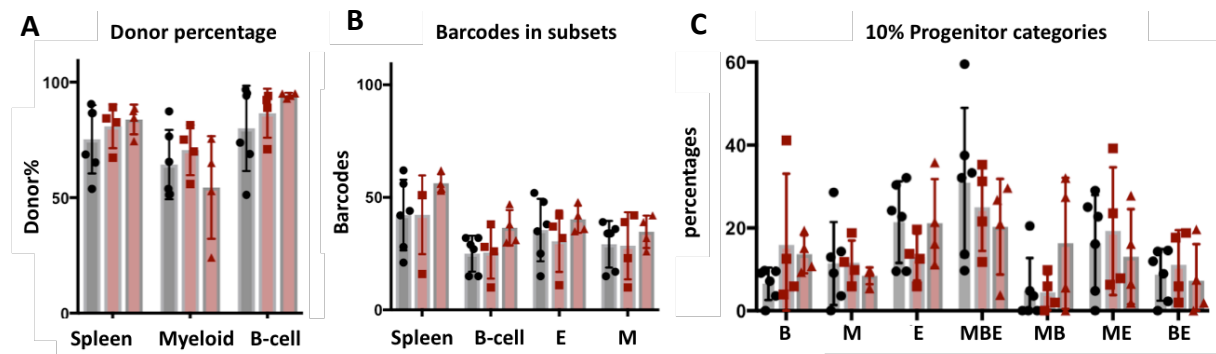 A
Donor percentage
Donor%
100
50
0
Spleen Myeloid B-cell
B
Barcodes in subsets
Barcodes
100
50
0
Spleen B-cell E M
C
10% Progenitor categories
percentages
60
40
20
0
B M E MBE MB ME BE